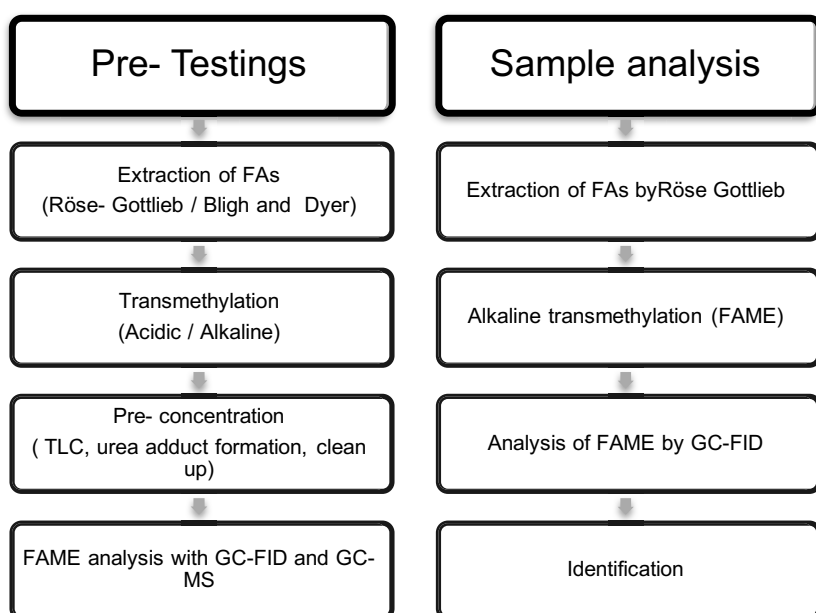 Pre- Testings
Extraction of FAs
(Röse- Gottlieb / Bligh and Dyer)
Transmethylation
(Acidic / Alkaline)
Pre- concentration
( TLC, urea adduct formation, clean
up)
FAME analysis with GC-FID and GC-
MS
Sample analysis
Extraction of FAs byRöse Gottlieb
Alkaline transmethylation (FAME)
Analysis of FAME by GC-FID
Identification